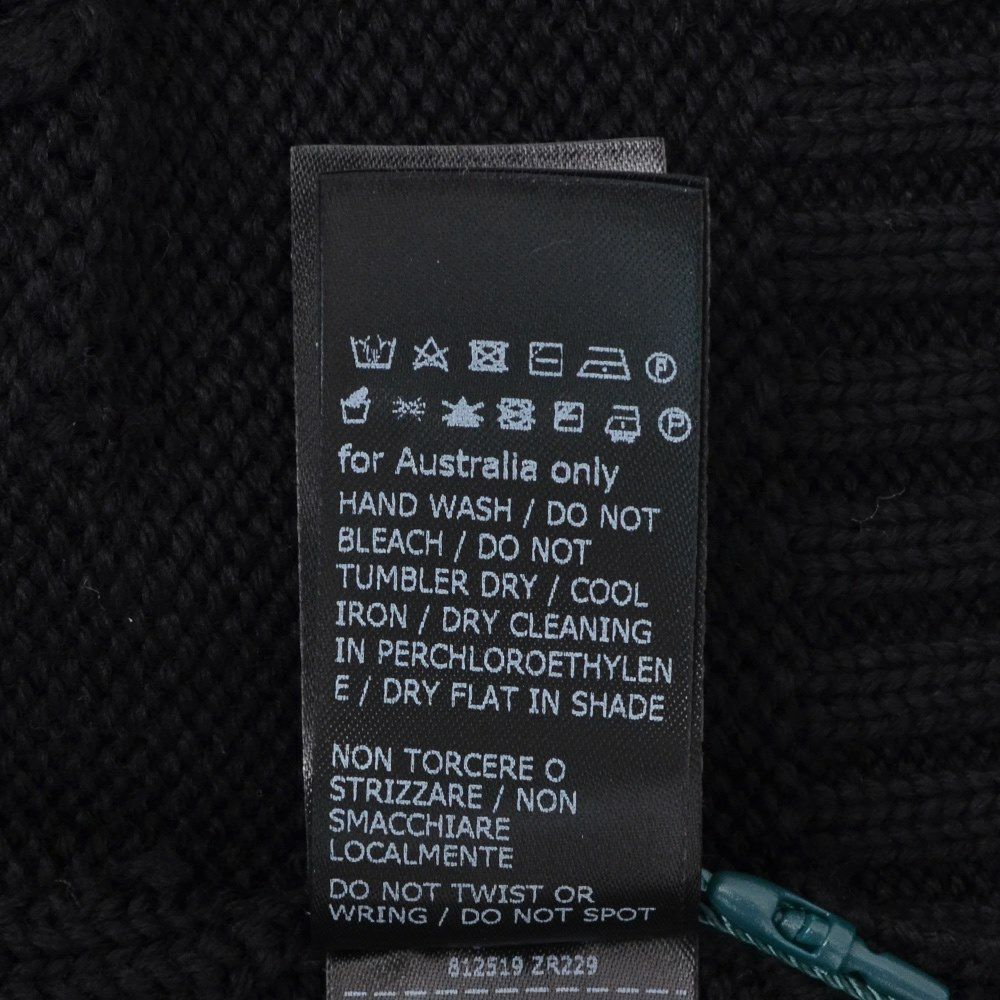 P
P
for Australia only
HAND WASH / DO NOT
BLEACH / DO NOT
TUMBLER DRY / COOL
IRON / DRY CLEANING
IN PERCHLOROETHYLEN
E / DRY FLAT IN SHADE
NON TORCERE O
STRIZZARE / NON
SMACCHIARE
LOCALMENTE
DO NOT TWIST OR
WRING / DO NOT SPOT
812519 ZR229